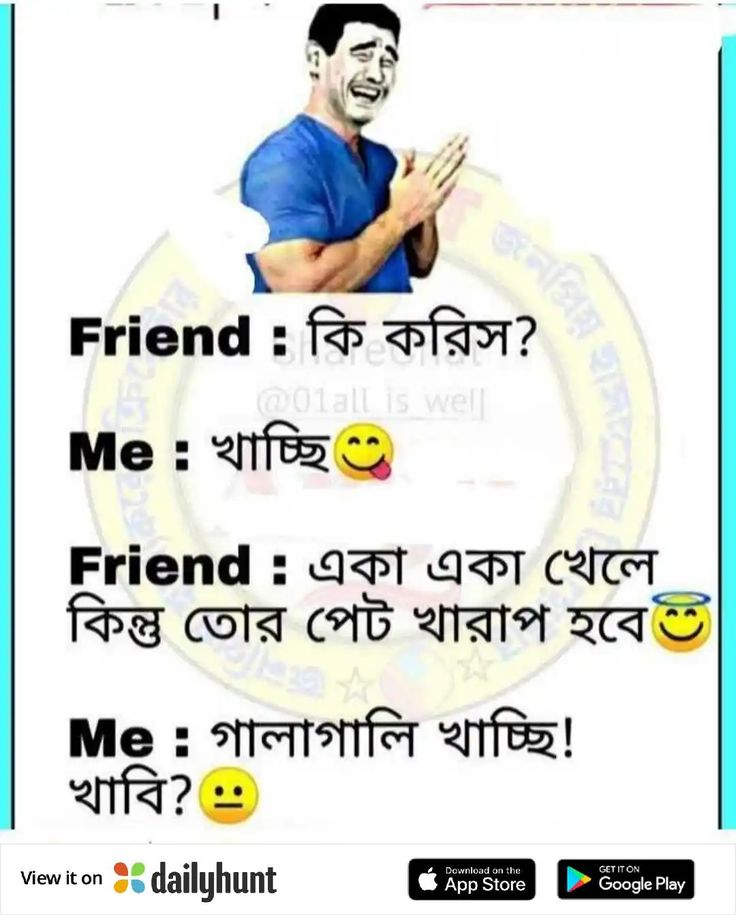 Friend : কি করিস?
ShareChat
@01all is well
Me : খাচ্ছি😋
Friend : একা একা খেলে
কিন্তু তোর পেট খারাপ হবে😇
Me : গালাগালি খাচ্ছি!
খাবি?😐
View it on dailyhunt
Download on the
App Store
GET IT ON
Google Play